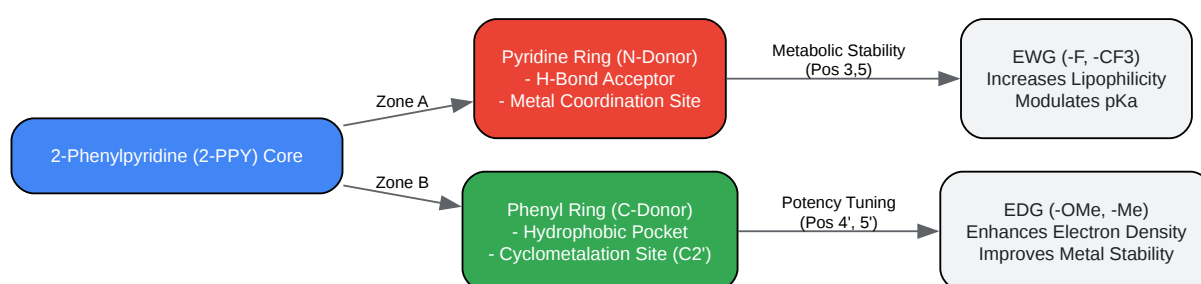 2-Phenylpyridine (2-PPY) Core
Zone A
Pyridine Ring (N-Donor)
- H-Bond Acceptor
- Metal Coordination Site
Metabolic Stability
(Pos 3,5)
EWG (-F, -CF3)
Increases Lipophilicity
Modulates pKa
Zone B
Phenyl Ring (C-Donor)
- Hydrophobic Pocket
- Cyclometalation Site (C2')
Potency Tuning
(Pos 4', 5')
EDG (-OMe, -Me)
Enhances Electron Density
Improves Metal Stability